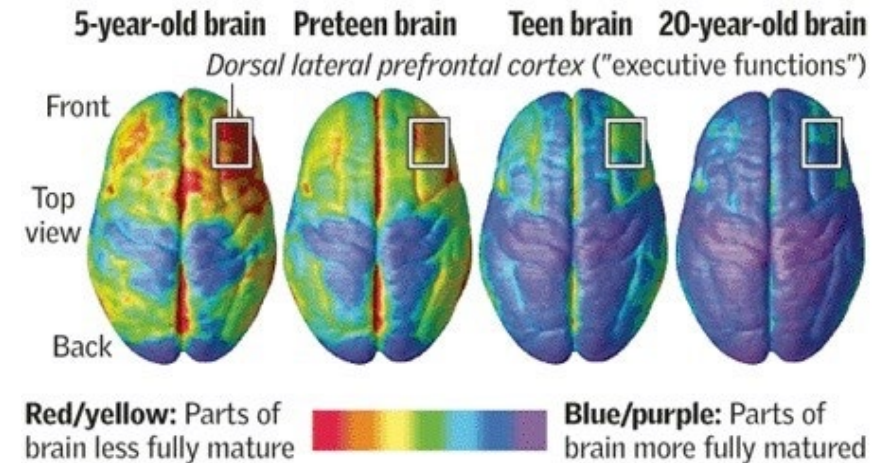 5-year-old brain Preteen brain Teen brain 20-year-old brain
Dorsal lateral prefrontal cortex ("executive functions")
Front
Top
view
Back
Red/yellow: Parts of
brain less fully mature
Blue/purple: Parts of
brain more fully matured